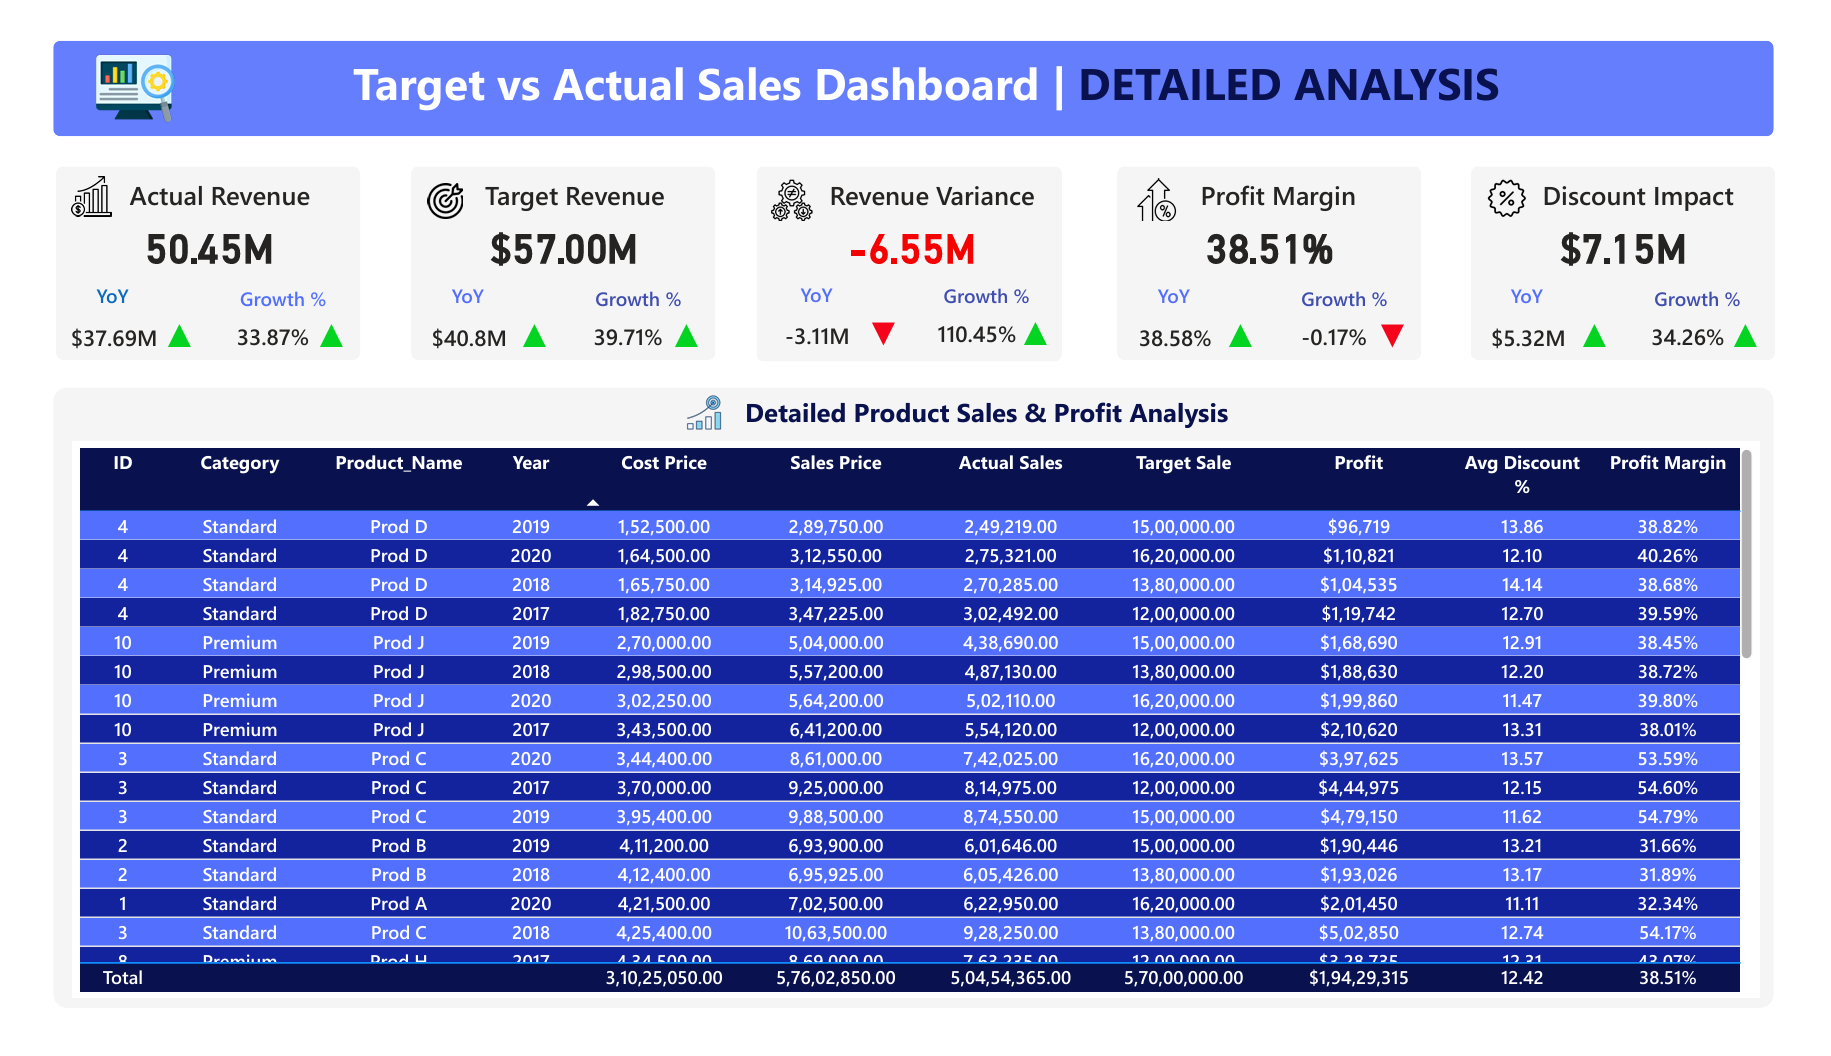 Target vs Actual Sales Dashboard | DETAILED ANALYSIS
Actual Revenue
50.45M
YoY Growth %
$37.69M 33.87%
Target Revenue
$57.00M
YoY Growth %
$40.8M 39.71%
Revenue Variance
-6.55M
YoY Growth %
-3.11M 110.45%
Profit Margin
38.51%
YoY Growth %
38.58% -0.17%
Discount Impact
$7.15M
YoY Growth %
$5.32M 34.26%
Detailed Product Sales & Profit Analysis
ID Category Product_Name Year Cost Price Sales Price Actual Sales Target Sale Profit Avg Discount % Profit Margin
4 Standard Prod D 2019 1,52,500.00 2,89,750.00 2,49,219.00 15,00,000.00 $96,719 13.86 38.82%
4 Standard Prod D 2020 1,64,500.00 3,12,550.00 2,75,321.00 16,20,000.00 $1,10,821 12.10 40.26%
4 Standard Prod D 2018 1,65,750.00 3,14,925.00 2,70,285.00 13,80,000.00 $1,04,535 14.14 38.68%
4 Standard Prod D 2017 1,82,750.00 3,47,225.00 3,02,492.00 12,00,000.00 $1,19,742 12.70 39.59%
10 Premium Prod J 2019 2,70,000.00 5,04,000.00 4,38,690.00 15,00,000.00 $1,68,690 12.91 38.45%
10 Premium Prod J 2018 2,98,500.00 5,57,200.00 4,87,130.00 13,80,000.00 $1,88,630 12.20 38.72%
10 Premium Prod J 2020 3,02,250.00 5,64,200.00 5,02,110.00 16,20,000.00 $1,99,860 11.47 39.80%
10 Premium Prod J 2017 3,43,500.00 6,41,200.00 5,54,120.00 12,00,000.00 $2,10,620 13.31 38.01%
3 Standard Prod C 2020 3,44,400.00 8,61,000.00 7,42,025.00 16,20,000.00 $3,97,625 13.57 53.59%
3 Standard Prod C 2017 3,70,000.00 9,25,000.00 8,14,975.00 12,00,000.00 $4,44,975 12.15 54.60%
3 Standard Prod C 2019 3,95,400.00 9,88,500.00 8,74,550.00 15,00,000.00 $4,79,150 11.62 54.79%
2 Standard Prod B 2019 4,11,200.00 6,93,900.00 6,01,646.00 15,00,000.00 $1,90,446 13.21 31.66%
2 Standard Prod B 2018 4,12,400.00 6,95,925.00 6,05,426.00 13,80,000.00 $1,93,026 13.17 31.89%
1 Standard Prod A 2020 4,21,500.00 7,02,500.00 6,22,950.00 16,20,000.00 $2,01,450 11.11 32.34%
3 Standard Prod C 2018 4,25,400.00 10,63,500.00 9,28,250.00 13,80,000.00 $5,02,850 12.74 54.17%
8 Premium Prod H 2017 4,34,500.00 8,69,000.00 7,63,235.00 12,00,000.00 $3,28,735 12.31 43.07%
Total 3,10,25,050.00 5,76,02,850.00 5,04,54,365.00 5,70,00,000.00 $1,94,29,315 12.42 38.51%